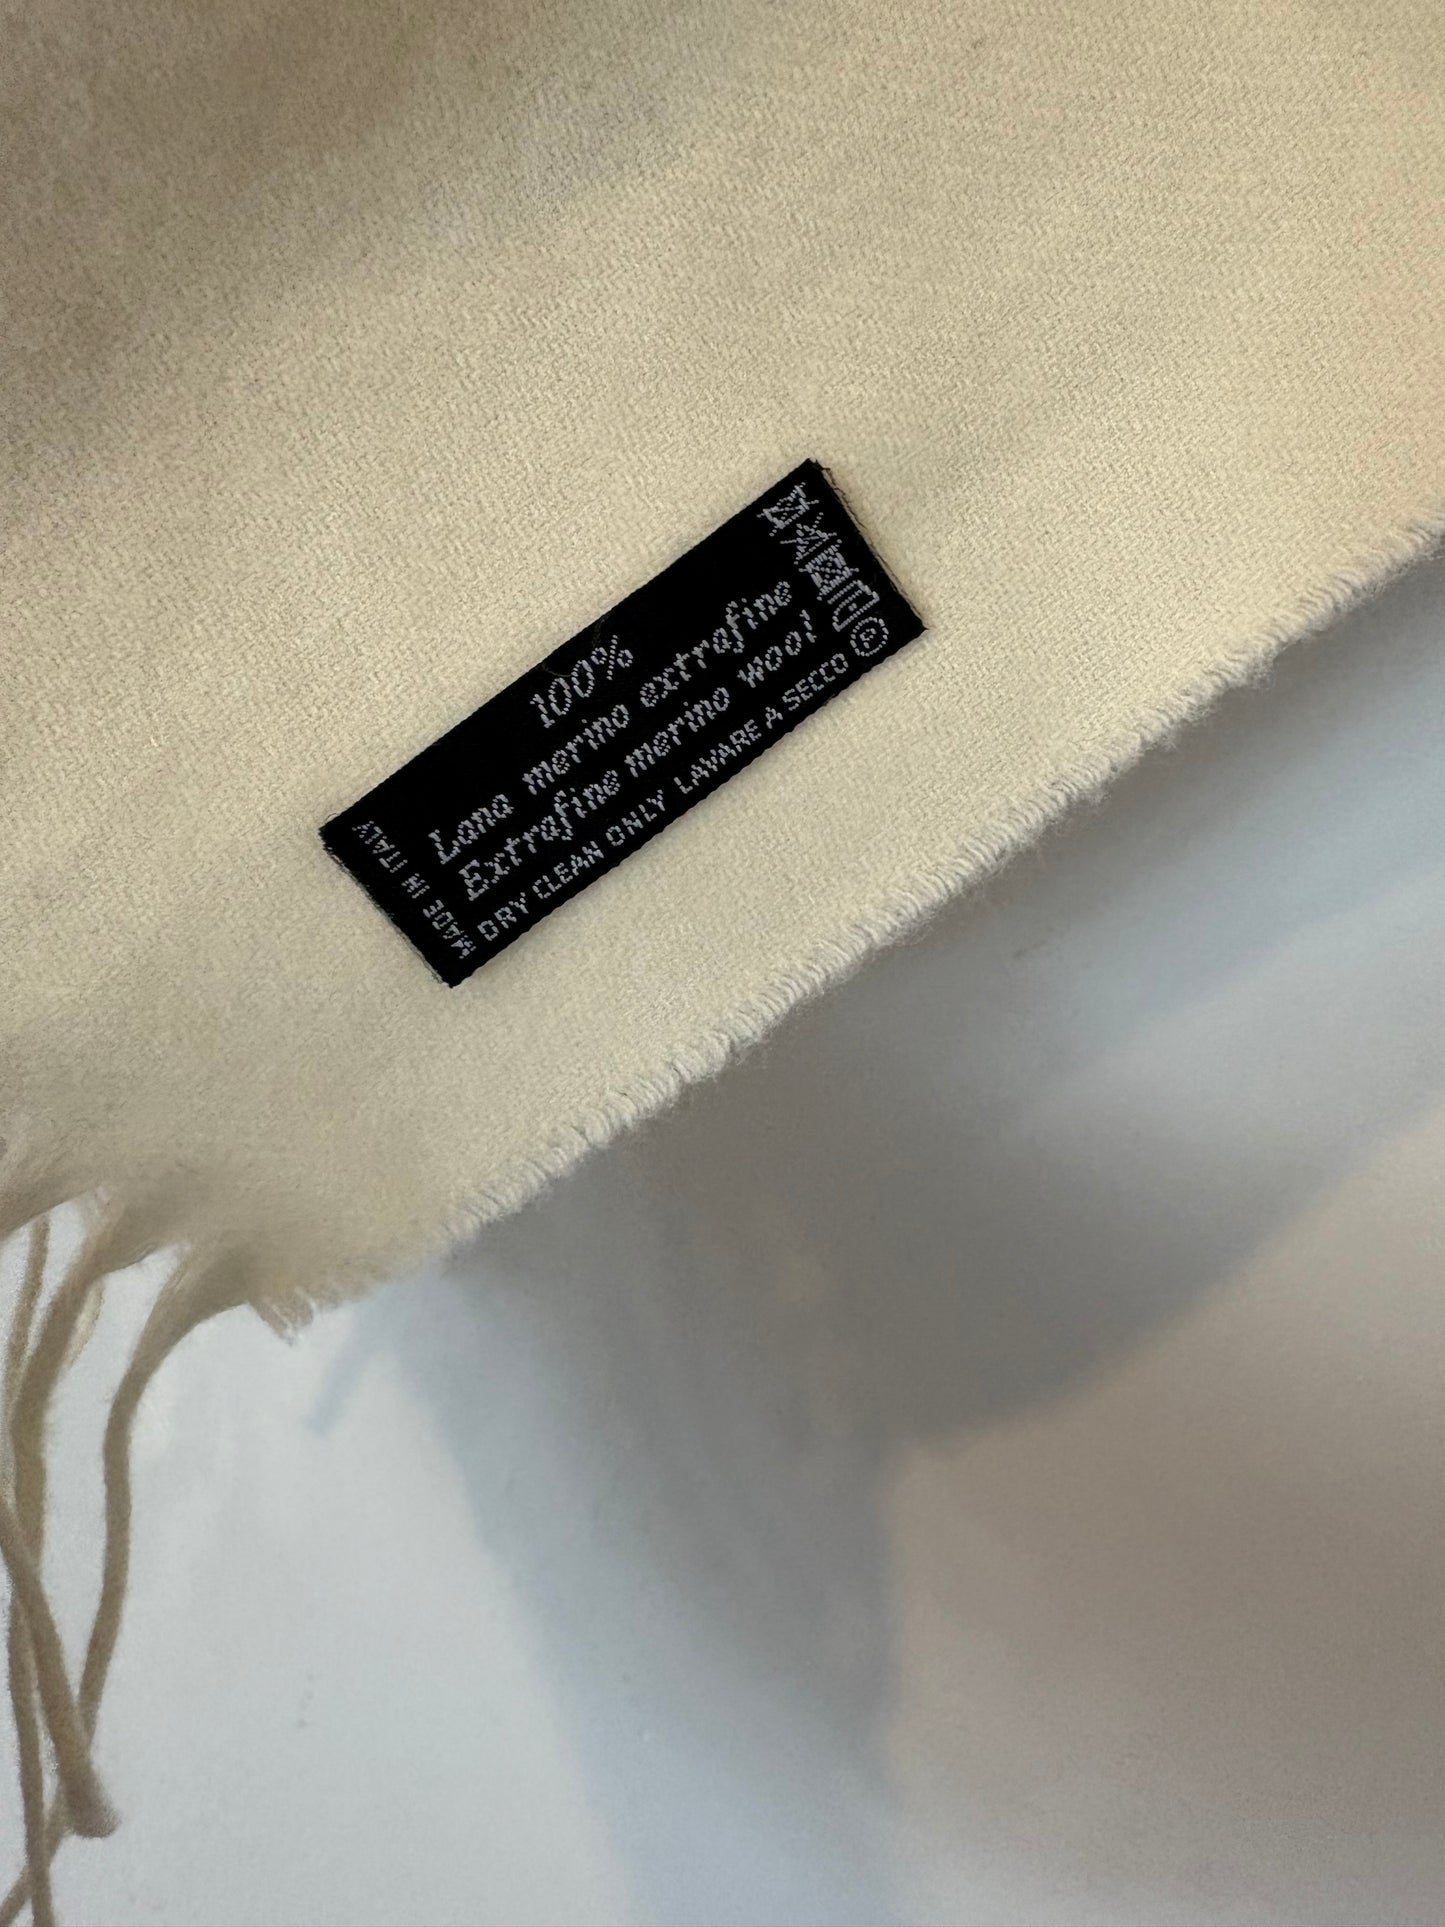 100%
Lana merino extrafine
Extrafine merino wool
DRY CLEAN ONLY LAVARE A SECCO
MADE IN ITALY
P